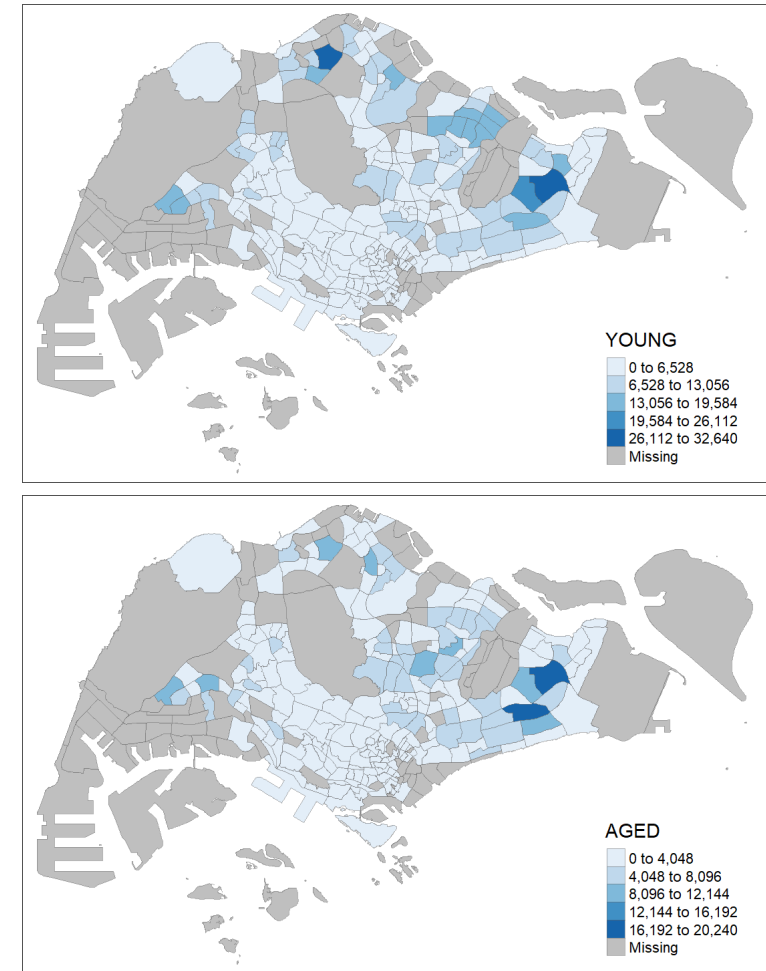 YOUNG
0 to 6,528
6,528 to 13,056
13,056 to 19,584
19,584 to 26,112
26,112 to 32,640
Missing
AGED
0 to 4,048
4,048 to 8,096
8,096 to 12,144
12,144 to 16,192
16,192 to 20,240
Missing